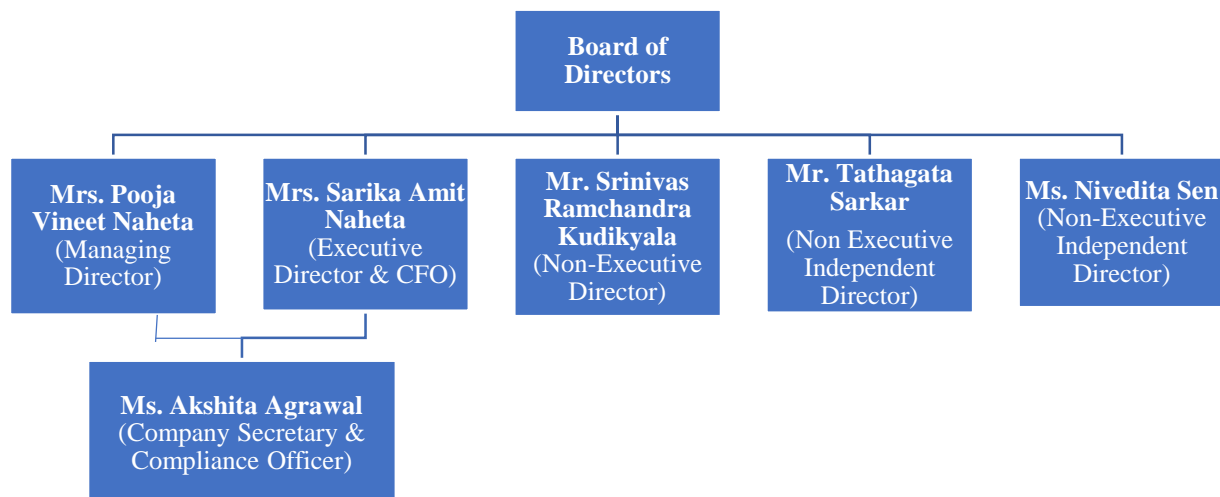 Board of
Directors
Mrs. Pooja
Vineet Naheta
(Managing
Director)
Mrs. Sarika Amit
Naheta
(Executive
Director & CFO)
Mr. Srinivas
Ramchandra
Kudikyala
(Non-Executive
Director)
Mr. Tathagata
Sarkar
(Non Executive
Independent
Director)
Ms. Nivedita Sen
(Non-Executive
Independent
Director)
Ms. Akshita Agrawal
(Company Secretary &
Compliance Officer)